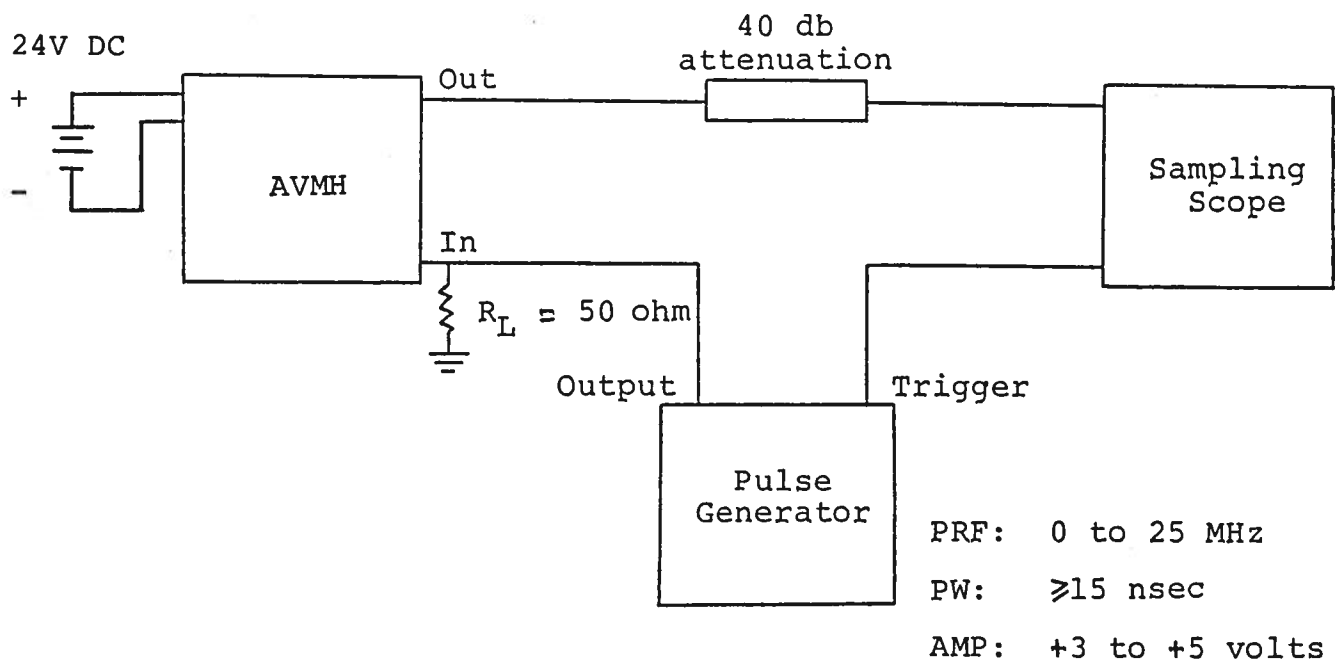 24V DC
+
-
AVMH
Out
In
40 db
attenuation
Sampling
Scope
R_L = 50 ohm
Output
Trigger
Pulse
Generator
PRF: 0 to 25 MHz
PW: ⩾15 nsec
AMP: +3 to +5 volts